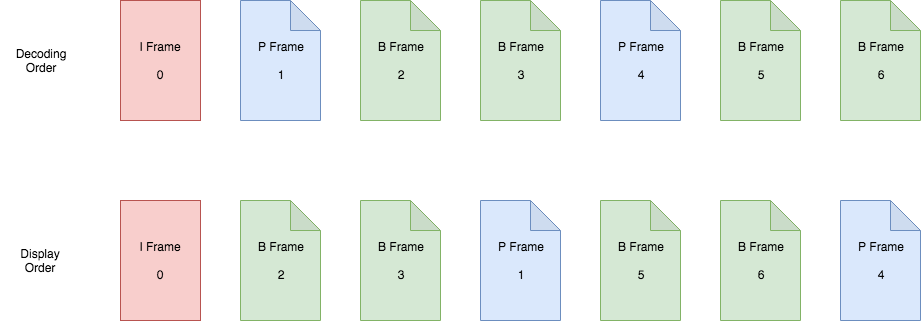 Decoding
Order
I Frame
0
P Frame
1
B Frame
2
B Frame
3
P Frame
4
B Frame
5
B Frame
6
Display
Order
I Frame
0
B Frame
2
B Frame
3
P Frame
1
B Frame
5
B Frame
6
P Frame
4